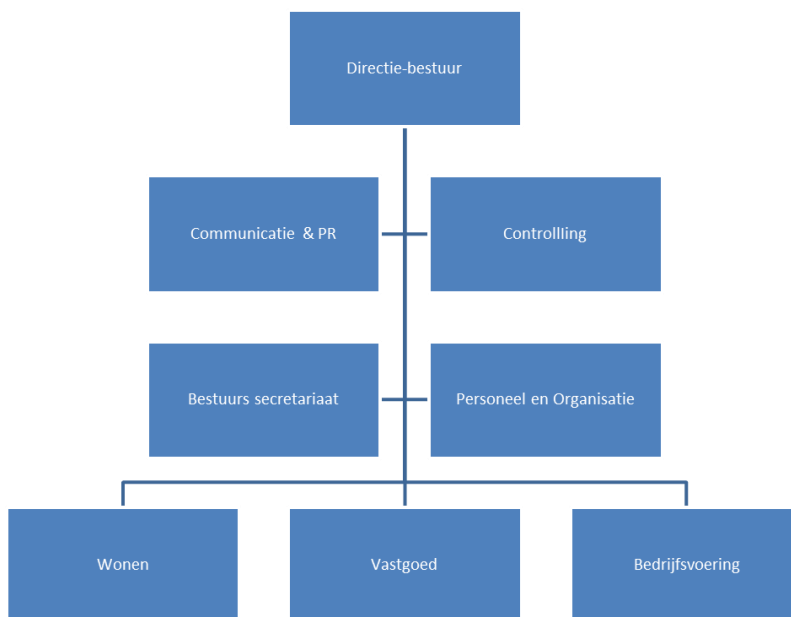 Directie-bestuur
Communicatie & PR
Controllling
Bestuurs secretariaat
Personeel en Organisatie
Wonen
Vastgoed
Bedrijfsvoering